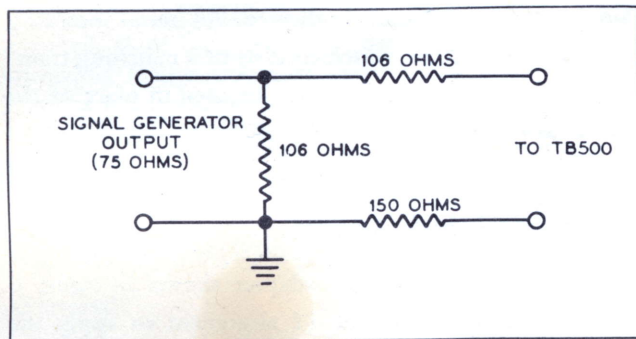 106 OHMS
SIGNAL GENERATOR
OUTPUT
(75 OHMS)
106 OHMS
TO TB500
150 OHMS